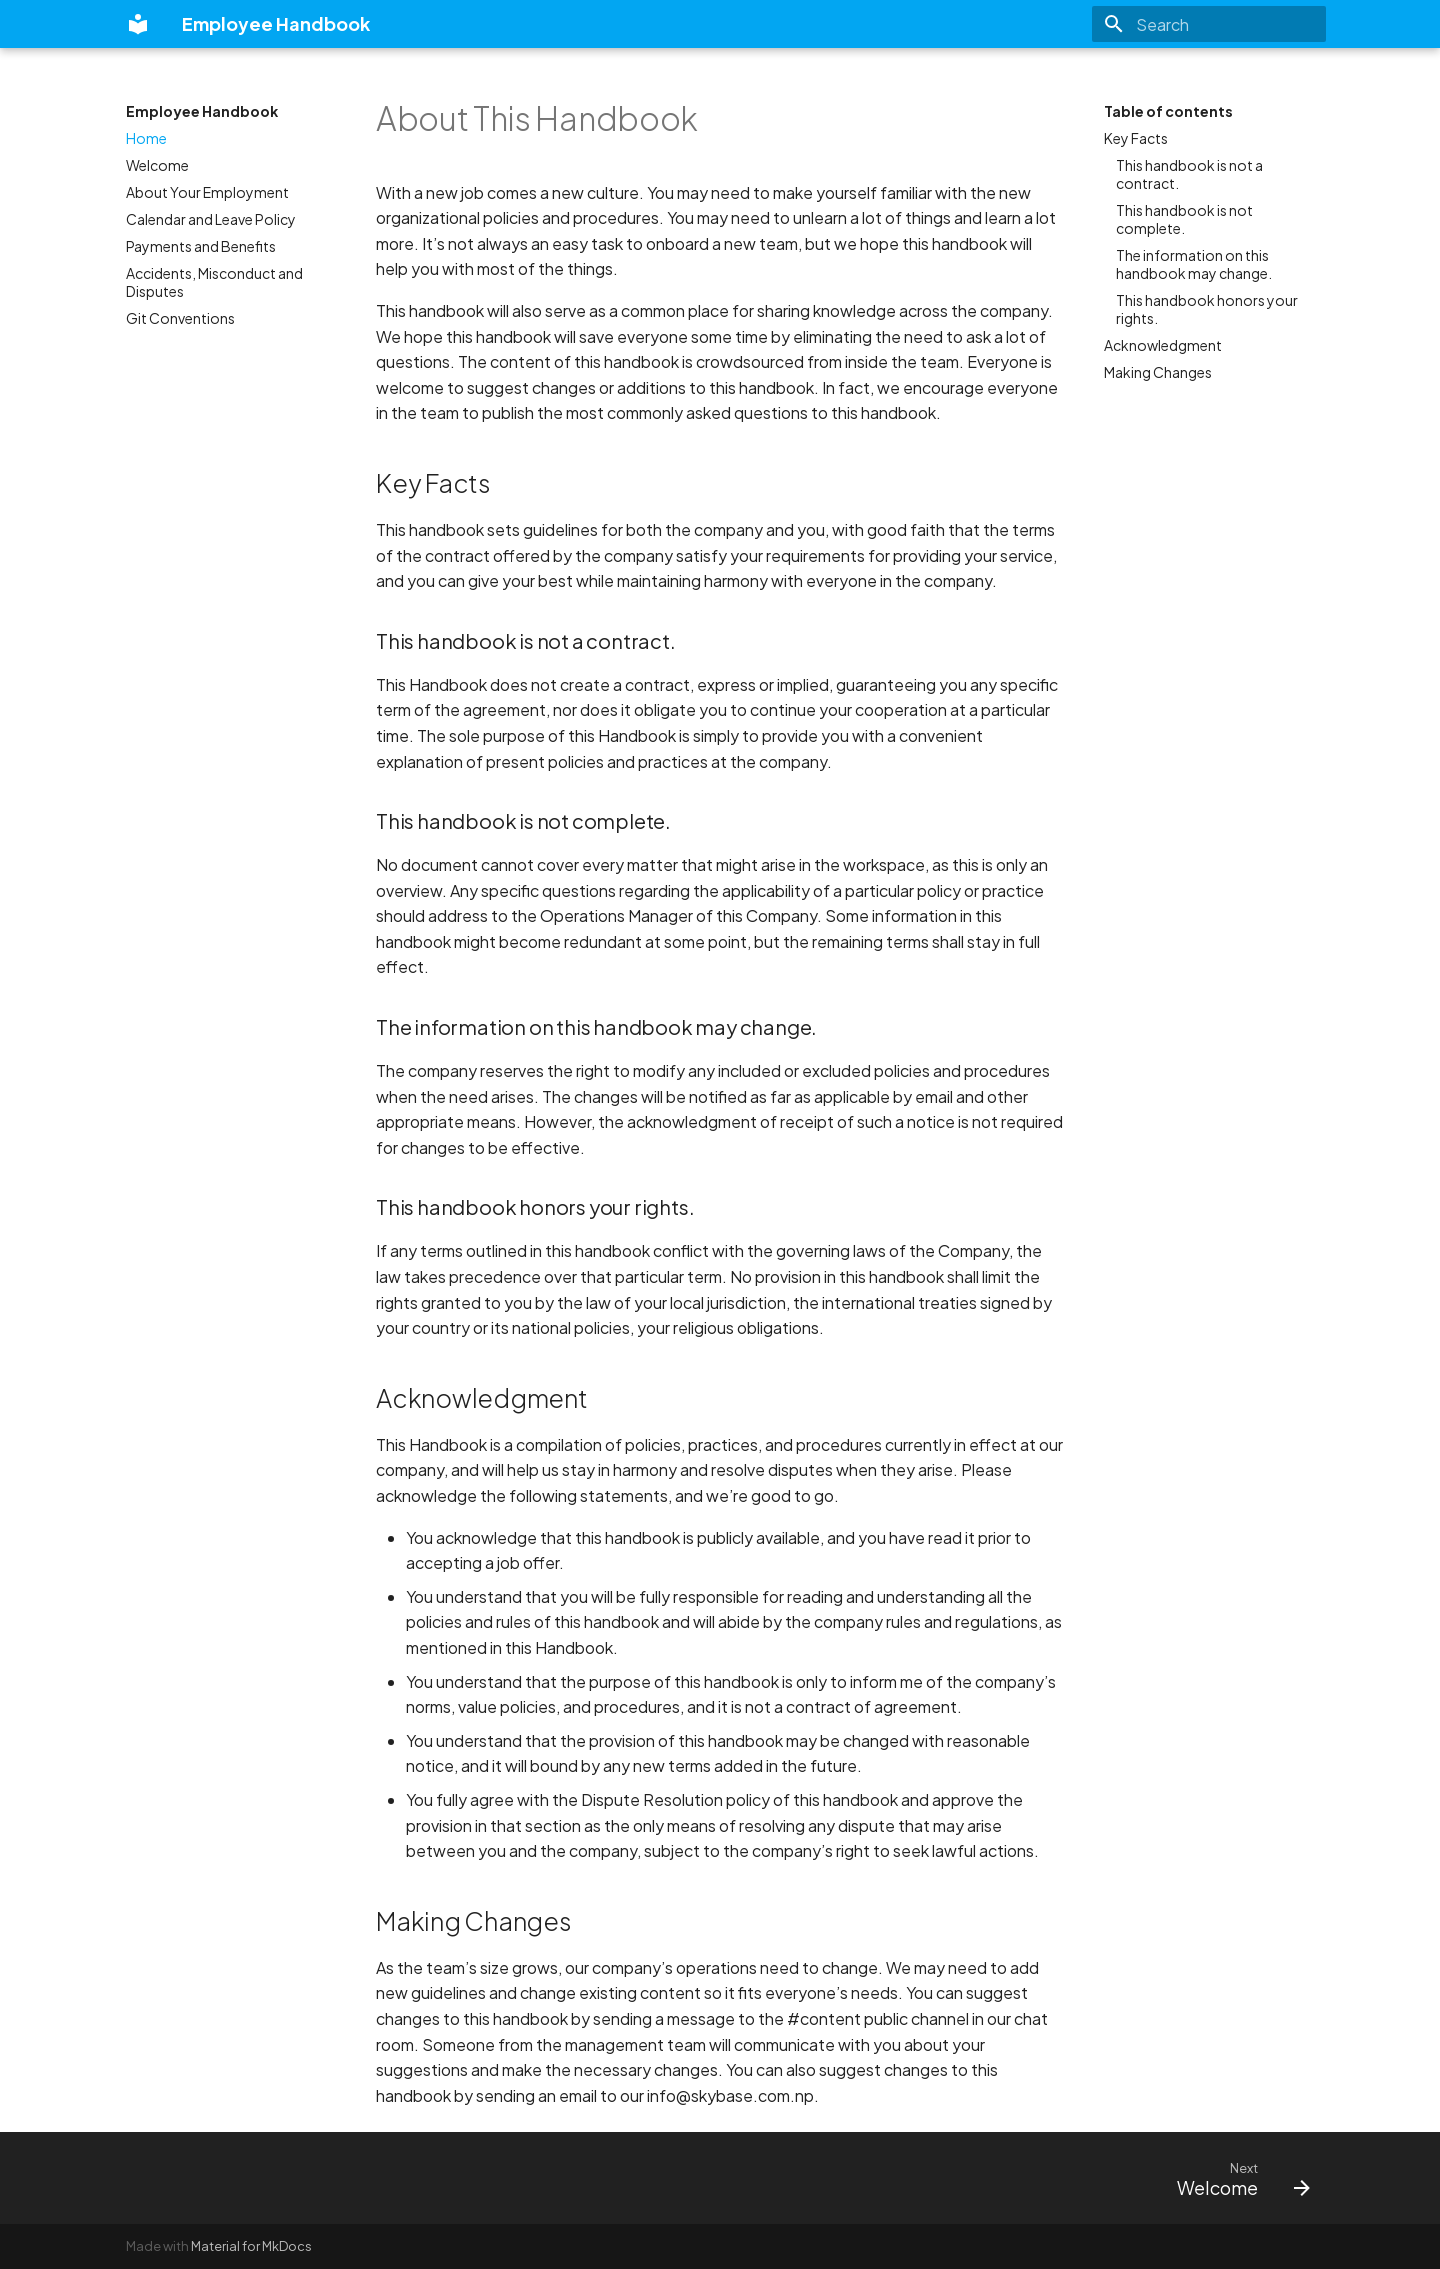 Employee Handbook
Search
Employee Handbook
Home
Welcome
About Your Employment
Calendar and Leave Policy
Payments and Benefits
Accidents, Misconduct and
Disputes
Git Conventions
About This Handbook
With a new job comes a new culture. You may need to make yourself familiar with the new
organizational policies and procedures. You may need to unlearn a lot of things and learn a lot
more. It’s not always an easy task to onboard a new team, but we hope this handbook will
help you with most of the things.
This handbook will also serve as a common place for sharing knowledge across the company.
We hope this handbook will save everyone some time by eliminating the need to ask a lot of
questions. The content of this handbook is crowdsourced from inside the team. Everyone is
welcome to suggest changes or additions to this handbook. In fact, we encourage everyone
in the team to publish the most commonly asked questions to this handbook.
Key Facts
This handbook sets guidelines for both the company and you, with good faith that the terms
of the contract offered by the company satisfy your requirements for providing your service,
and you can give your best while maintaining harmony with everyone in the company.
This handbook is not a contract.
This Handbook does not create a contract, express or implied, guaranteeing you any specific
term of the agreement, nor does it obligate you to continue your cooperation at a particular
time. The sole purpose of this Handbook is simply to provide you with a convenient
explanation of present policies and practices at the company.
This handbook is not complete.
No document cannot cover every matter that might arise in the workspace, as this is only an
overview. Any specific questions regarding the applicability of a particular policy or practice
should address to the Operations Manager of this Company. Some information in this
handbook might become redundant at some point, but the remaining terms shall stay in full
effect.
The information on this handbook may change.
The company reserves the right to modify any included or excluded policies and procedures
when the need arises. The changes will be notified as far as applicable by email and other
appropriate means. However, the acknowledgment of receipt of such a notice is not required
for changes to be effective.
This handbook honors your rights.
If any terms outlined in this handbook conflict with the governing laws of the Company, the
law takes precedence over that particular term. No provision in this handbook shall limit the
rights granted to you by the law of your local jurisdiction, the international treaties signed by
your country or its national policies, your religious obligations.
Acknowledgment
This Handbook is a compilation of policies, practices, and procedures currently in effect at our
company, and will help us stay in harmony and resolve disputes when they arise. Please
acknowledge the following statements, and we’re good to go.
You acknowledge that this handbook is publicly available, and you have read it prior to
accepting a job offer.
You understand that you will be fully responsible for reading and understanding all the
policies and rules of this handbook and will abide by the company rules and regulations, as
mentioned in this Handbook.
You understand that the purpose of this handbook is only to inform me of the company’s
norms, value policies, and procedures, and it is not a contract of agreement.
You understand that the provision of this handbook may be changed with reasonable
notice, and it will bound by any new terms added in the future.
You fully agree with the Dispute Resolution policy of this handbook and approve the
provision in that section as the only means of resolving any dispute that may arise
between you and the company, subject to the company’s right to seek lawful actions.
Making Changes
As the team’s size grows, our company’s operations need to change. We may need to add
new guidelines and change existing content so it fits everyone’s needs. You can suggest
changes to this handbook by sending a message to the #content public channel in our chat
room. Someone from the management team will communicate with you about your
suggestions and make the necessary changes. You can also suggest changes to this
handbook by sending an email to our info@skybase.com.np.
Table of contents
Key Facts
This handbook is not a
contract.
This handbook is not
complete.
The information on this
handbook may change.
This handbook honors your
rights.
Acknowledgment
Making Changes
Next
Welcome
Made with Material for MkDocs